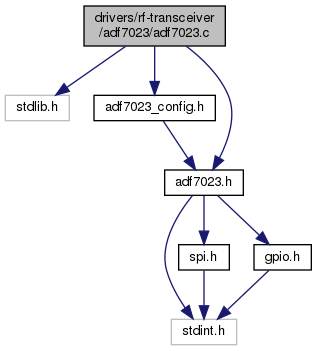 drivers/rf-transceiver
/adf7023/adf7023.c
stdlib.h
adf7023_config.h
adf7023.h
spi.h
gpio.h
stdint.h